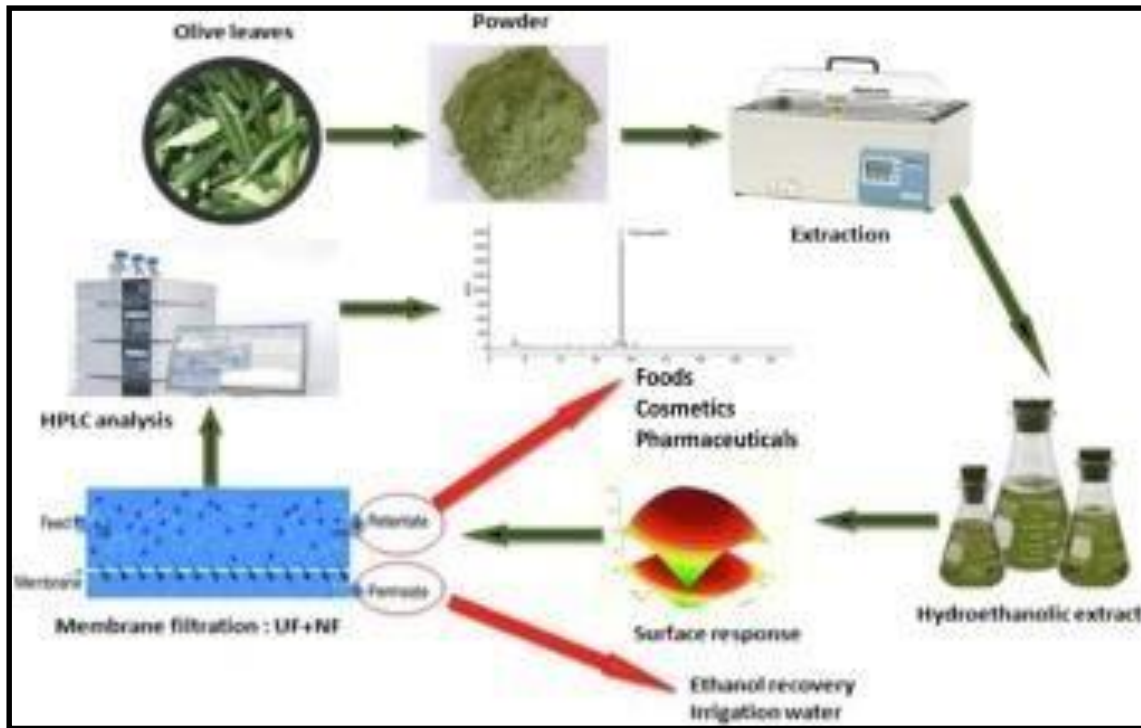 Olive leaves
Powder
Extraction
HPLC analysis
Foods
Cosmetics
Pharmaceuticals
Feed
Retentate
Membrane
Permeate
Membrane filtration : UF+NF
Surface response
Hydroethanolic extract
Ethanol recovery
Irrigation water